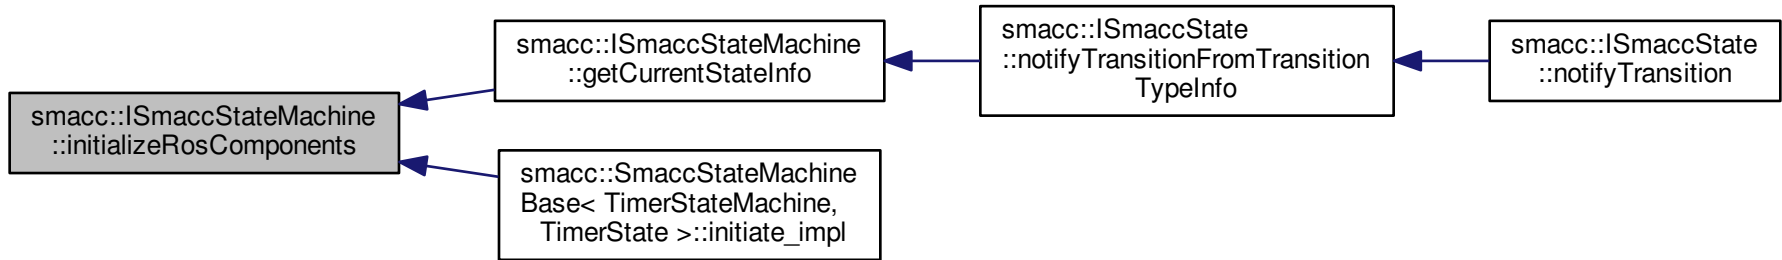 smacc::ISmaccStateMachine
::initializeRosComponents
smacc::ISmaccStateMachine
::getCurrentStateInfo
smacc::ISmaccState
::notifyTransitionFromTransition
TypeInfo
smacc::ISmaccState
::notifyTransition
smacc::SmaccStateMachine
Base< TimerStateMachine,
TimerState >::initiate_impl